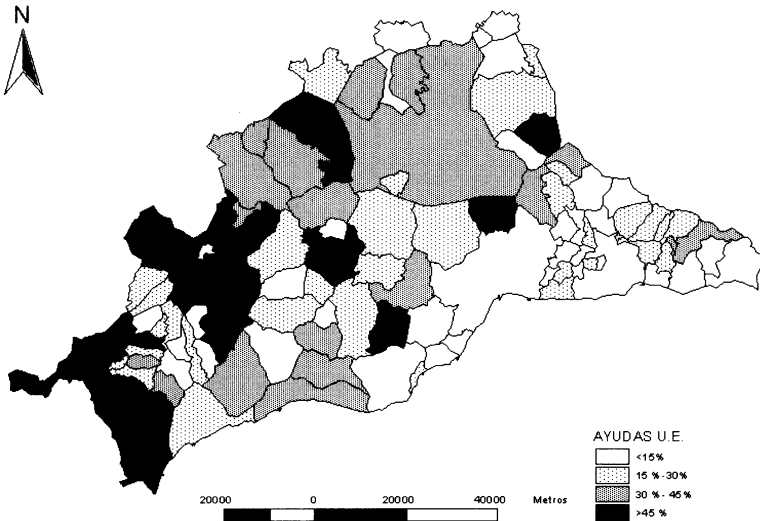 N
AYUDAS U.E.
<15%
15 %-30%
30 % - 45%
>45 %
20000 0 20000 40000 Metros